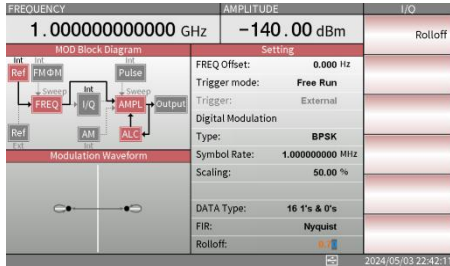 FREQUENCY
AMPLITUDE
I/Q
1.000000000000 GHz
-140.00 dBm
Rolloff
MOD Block Diagram
Setting
Int
Int
Int
Ref
FMΦM
Pulse
Int
Sweep
Sweep
FREQ
I/Q
AMPL
Output
Ref
AM
ALC
Ext
Int
FREQ Offset: 0.000 Hz
Trigger mode: Free Run
Trigger: External
Digital Modulation
Type: BPSK
Symbol Rate: 1.000000000 MHz
Scaling: 50.00 %
Modulation Waveform
DATA Type: 16 1's & 0's
FIR: Nyquist
Rolloff:
2024/05/03 22:42:11